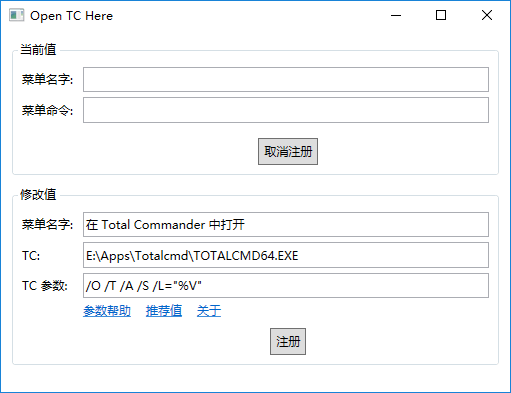 Open TC Here
当前值
菜单名字:
菜单命令:
取消注册
修改值
菜单名字: 在 Total Commander 中打开
TC: E:\Apps\Totalcmd\TOTALCMD64.EXE
TC 参数: /O /T /A /S /L="%V"
参数帮助 推荐值 关于
注册